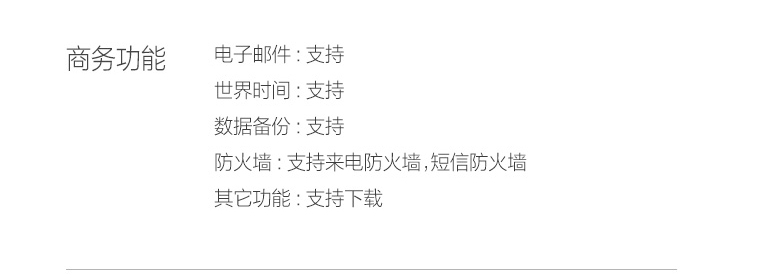 商务功能
电子邮件 : 支持
世界时间 : 支持
数据备份 : 支持
防火墙 : 支持来电防火墙,短信防火墙
其它功能 : 支持下载